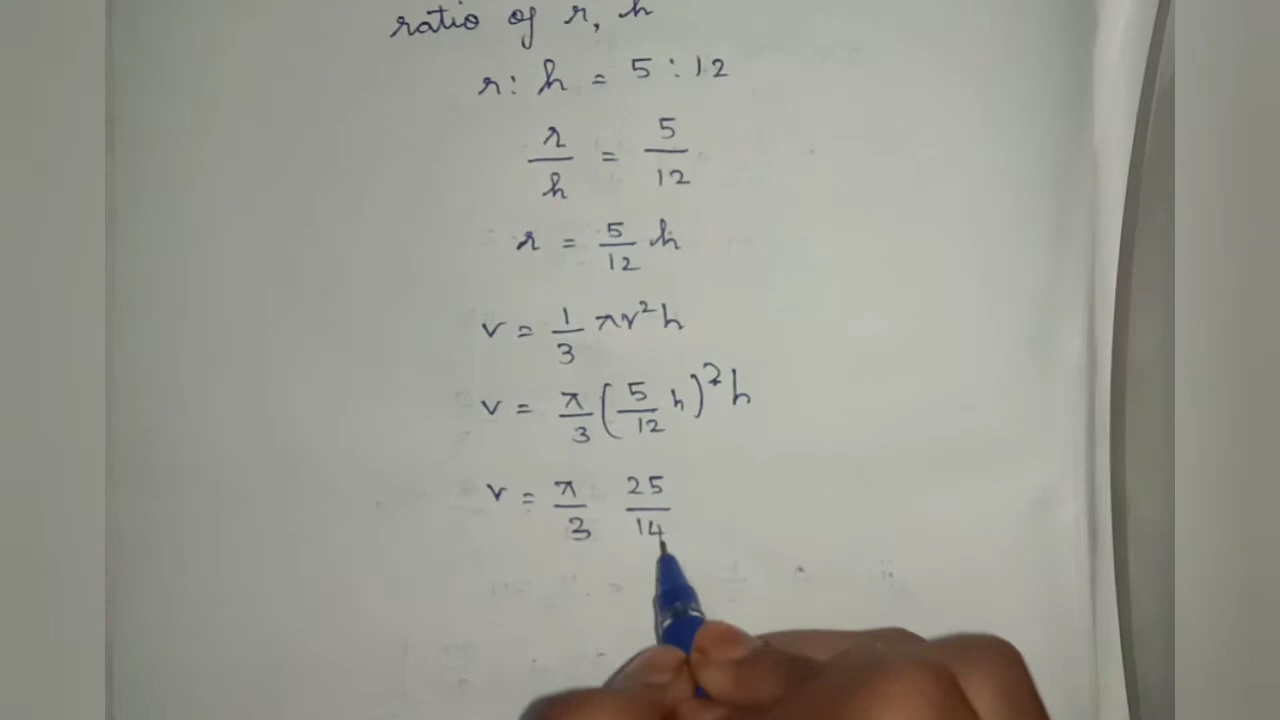 ratio of r, h
r : h = 5 : 12
r/h = 5/12
r = 5/12 h
v = 1/3 πr²h
v = π/3 (5/12 h)² h
v = π/3 25/14